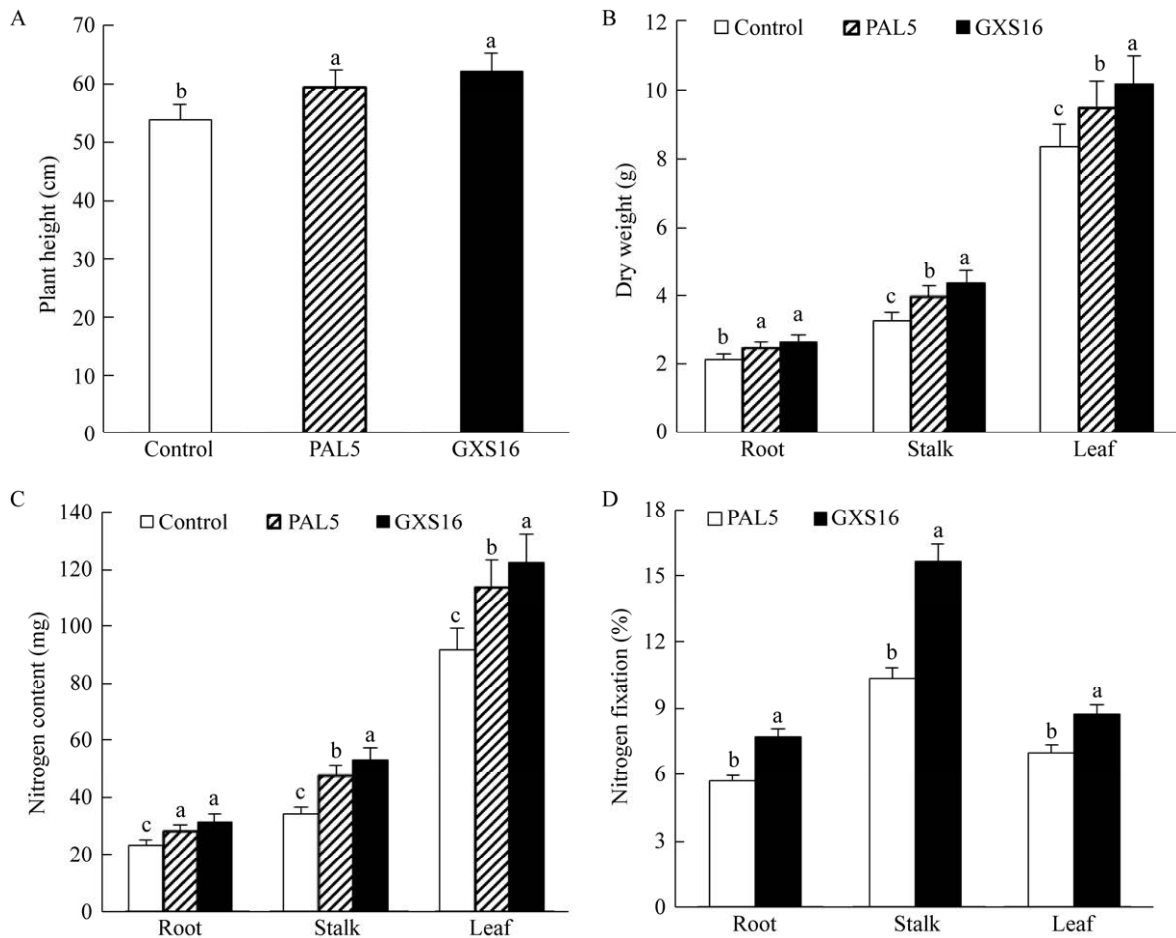 A
Plant height (cm)
70
60
50
40
30
20
10
0
b
a
a
Control PAL5 GXS16
B
Control PAL5 GXS16
Dry weight (g)
12
10
8
6
4
2
0
b a a
c b a
c b a
Root Stalk Leaf
C
Control PAL5 GXS16
Nitrogen content (mg)
140
120
100
80
60
40
20
0
c a a
c b a
c b a
Root Stalk Leaf
D
PAL5 GXS16
Nitrogen fixation (%)
18
15
12
9
6
3
0
b a
b a
b a
Root Stalk Leaf